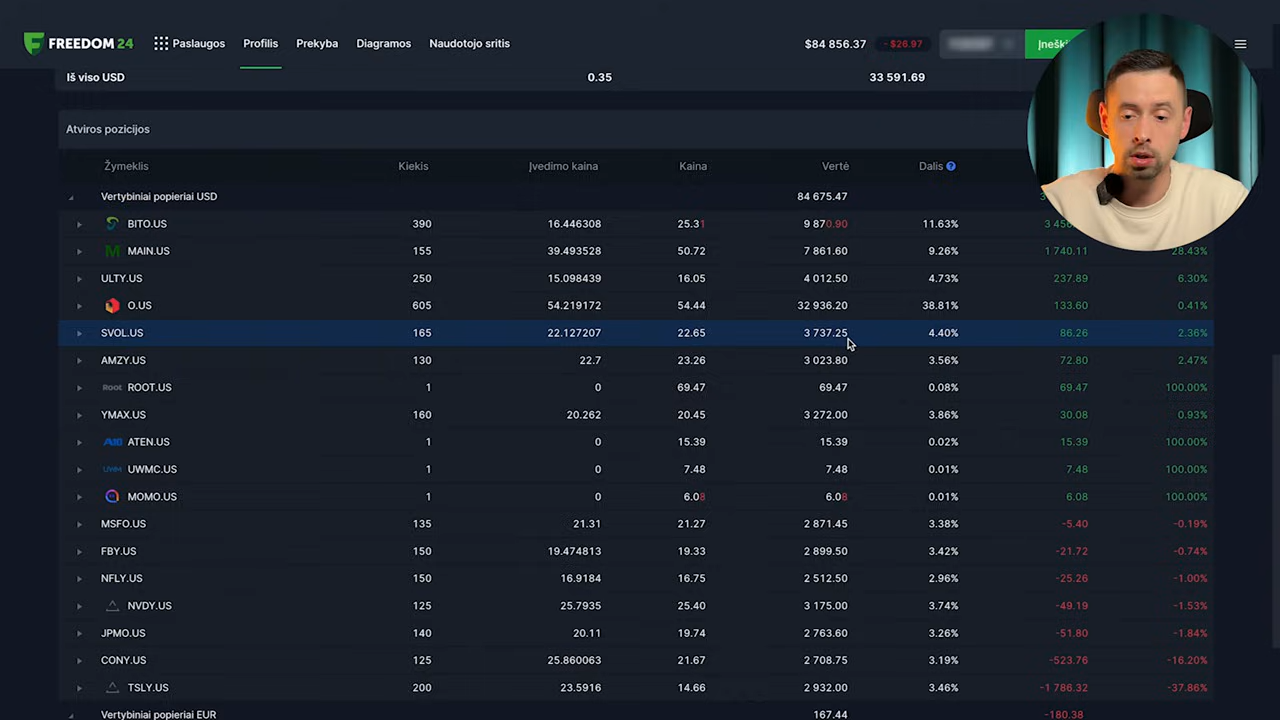 FREEDOM 24 Paslaugos Profilis Prekyba Diagramos Naudotojo sritis $84 856.37 - $26.97
Iš viso USD 0.35 33 591.69
Atviros pozicijos
Žymeklis Kiekis Įvedimo kaina Kaina Vertė Dalis ?
Vertybiniai popieriai USD 84 675.47
BITO.US 390 16.446308 25.31 9 870.90 11.63%
MAIN.US 155 39.493528 50.72 7 861.60 9.26% 1 740.11 28.43%
ULTY.US 250 15.098439 16.05 4 012.50 4.73% 237.89 6.30%
O.US 605 54.219172 54.44 32 936.20 38.81% 133.60 0.41%
SVOL.US 165 22.127207 22.65 3 737.25 4.40% 86.26 2.36%
AMZY.US 130 22.7 23.26 3 023.80 3.56% 72.80 2.47%
Root ROOT.US 1 0 69.47 69.47 0.08% 69.47 100.00%
YMAX.US 160 20.262 20.45 3 272.00 3.86% 30.08 0.93%
ATEN.US 1 0 15.39 15.39 0.02% 15.39 100.00%
UWM UWMC.US 1 0 7.48 7.48 0.01% 7.48 100.00%
MOMO.US 1 0 6.08 6.08 0.01% 6.08 100.00%
MSFO.US 135 21.31 21.27 2 871.45 3.38% -5.40 -0.19%
FBY.US 150 19.474813 19.33 2 899.50 3.42% -21.72 -0.74%
NFLY.US 150 16.9184 16.75 2 512.50 2.96% -25.26 -1.00%
NVDY.US 125 25.7935 25.40 3 175.00 3.74% -49.19 -1.53%
JPMO.US 140 20.11 19.74 2 763.60 3.26% -51.80 -1.84%
CONY.US 125 25.860063 21.67 2 708.75 3.19% -523.76 -16.20%
TSLY.US 200 23.5916 14.66 2 932.00 3.46% -1 786.32 -37.86%
Vertybiniai popieriai EUR 167.44 -180.38